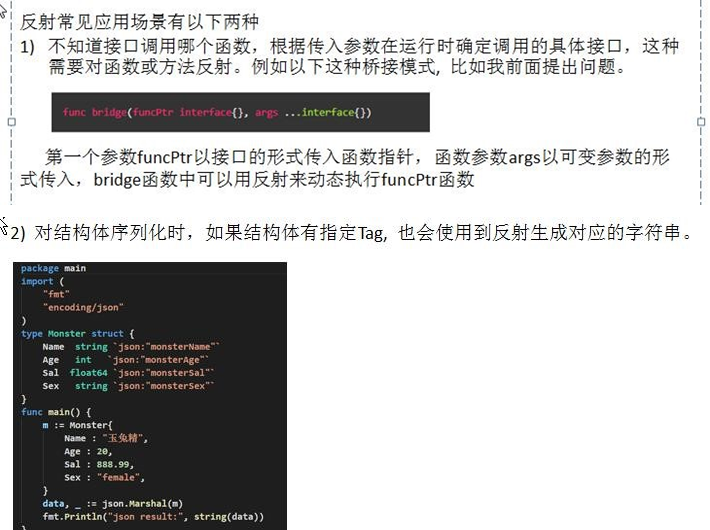 反射常见应用场景有以下两种
1) 不知道接口调用哪个函数，根据传入参数在运行时确定调用的具体接口，这种
需要对函数或方法反射。例如以下这种桥接模式, 比如我前面提出问题。
func bridge(funcPtr interface{}, args ...interface{})
第一个参数funcPtr以接口的形式传入函数指针，函数参数args以可变参数的形
式传入，bridge函数中可以用反射来动态执行funcPtr函数
2) 对结构体序列化时，如果结构体有指定Tag, 也会使用到反射生成对应的字符串。
package main
import (
"fmt"
"encoding/json"
)
type Monster struct {
Name string `json:"monsterName"`
Age int `json:"monsterAge"`
Sal float64 `json:"monsterSal"`
Sex string `json:"monsterSex"`
}
func main() {
m := Monster{
Name : "玉兔精",
Age : 20,
Sal : 888.99,
Sex : "female",
}
data, _ := json.Marshal(m)
fmt.Println("json result:", string(data))
}